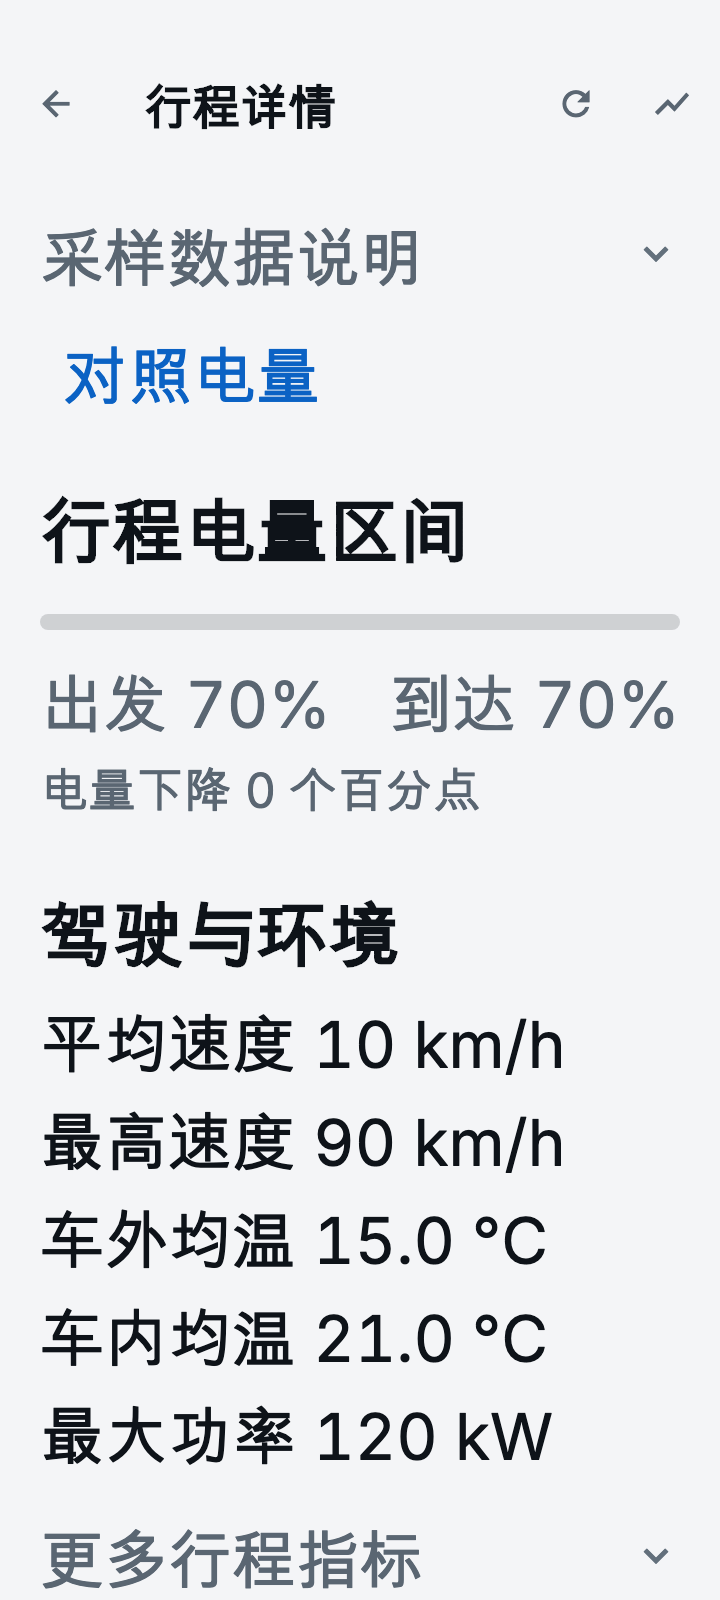 行程详情
采样数据说明
对照电量
行程电量区间
出发 70% 到达 70%
电量下降 0 个百分点
驾驶与环境
平均速度 10 km/h
最高速度 90 km/h
车外均温 15.0 °C
车内均温 21.0 °C
最大功率 120 kW
更多行程指标